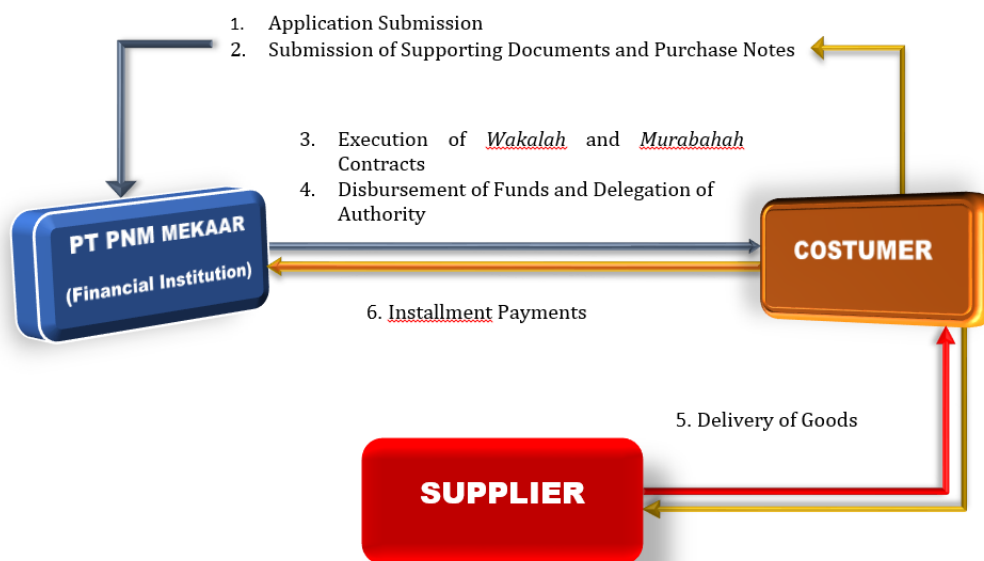 1. Application Submission
2. Submission of Supporting Documents and Purchase Notes
3. Execution of Wakalah and Murabahah
Contracts
4. Disbursement of Funds and Delegation of
Authority
PT PNM MEKAAR
(Financial Institution)
COSTUMER
6. Installment Payments
5. Delivery of Goods
SUPPLIER